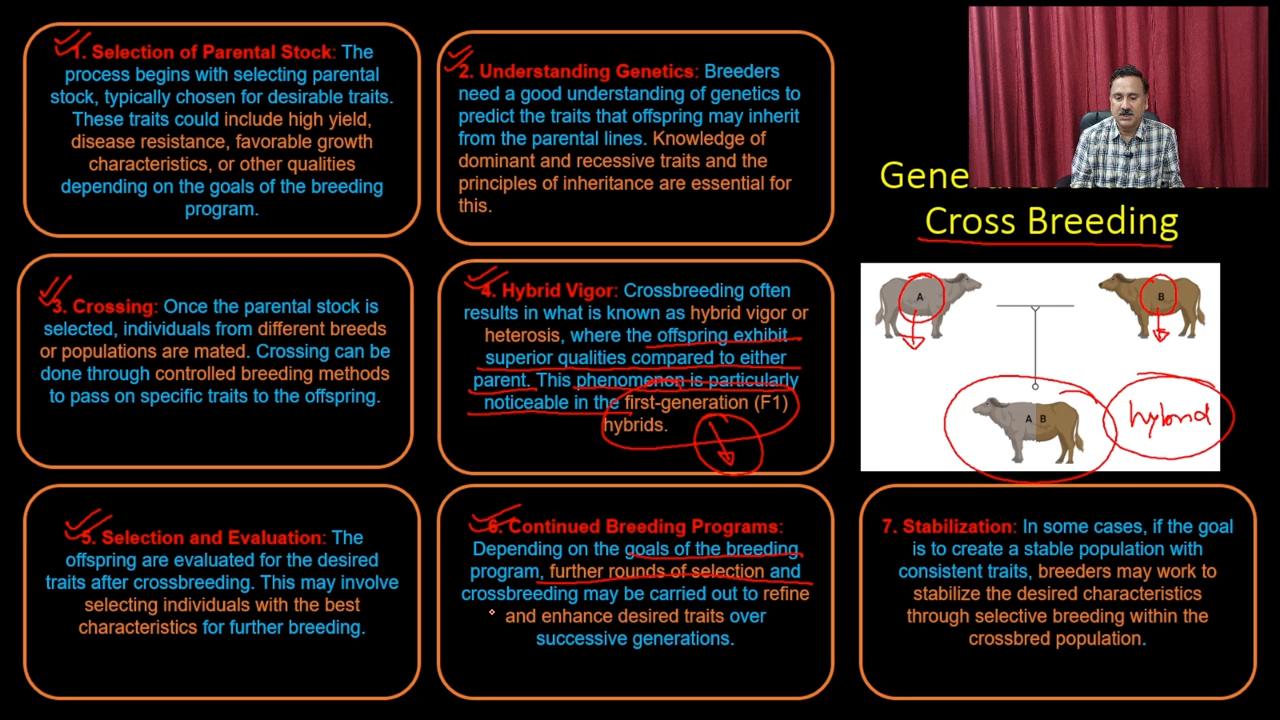 1. Selection of Parental Stock: The
process begins with selecting parental
stock, typically chosen for desirable traits.
These traits could include high yield,
disease resistance, favorable growth
characteristics, or other qualities
depending on the goals of the breeding
program.
2. Understanding Genetics: Breeders
need a good understanding of genetics to
predict the traits that offspring may inherit
from the parental lines. Knowledge of
dominant and recessive traits and the
principles of inheritance are essential for
this.
Cross Breeding
3. Crossing: Once the parental stock is
selected, individuals from different breeds
or populations are mated. Crossing can be
done through controlled breeding methods
to pass on specific traits to the offspring.
4. Hybrid Vigor: Crossbreeding often
results in what is known as hybrid vigor or
heterosis, where the offspring exhibit
superior qualities compared to either
parent. This phenomenon is particularly
noticeable in the first-generation (F1)
hybrids.
A
B
A B
hybrid
5. Selection and Evaluation: The
offspring are evaluated for the desired
traits after crossbreeding. This may involve
selecting individuals with the best
characteristics for further breeding.
6. Continued Breeding Programs:
Depending on the goals of the breeding
program, further rounds of selection and
crossbreeding may be carried out to refine
and enhance desired traits over
successive generations.
7. Stabilization: In some cases, if the goal
is to create a stable population with
consistent traits, breeders may work to
stabilize the desired characteristics
through selective breeding within the
crossbred population.